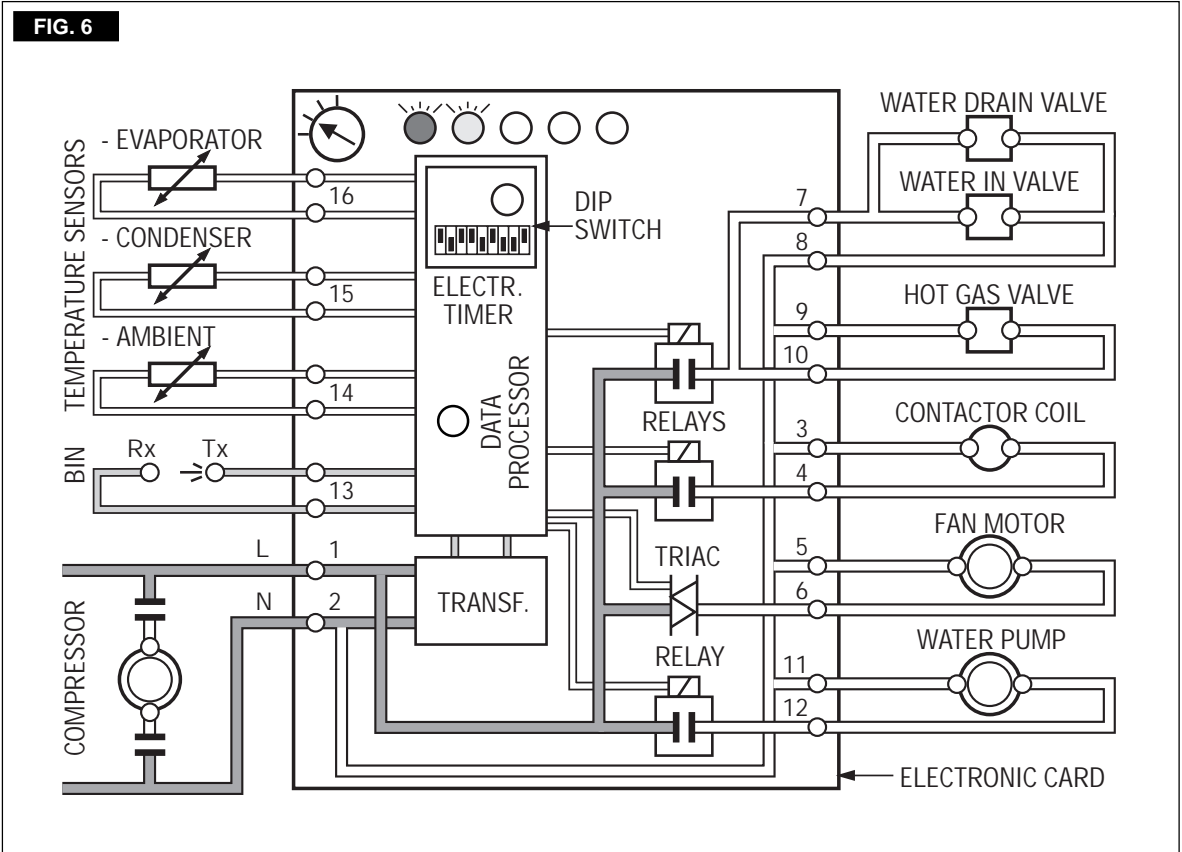 FIG. 6
TEMPERATURE SENSORS
- EVAPORATOR
16
- CONDENSER
15
- AMBIENT
14
BIN
Rx
Tx
13
L
1
N
2
COMPRESSOR
DIP
SWITCH
ELECTR.
TIMER
DATA
PROCESSOR
TRANSF.
RELAYS
TRIAC
RELAY
WATER DRAIN VALVE
WATER IN VALVE
7
8
HOT GAS VALVE
9
10
CONTACTOR COIL
3
4
FAN MOTOR
5
6
WATER PUMP
11
12
ELECTRONIC CARD